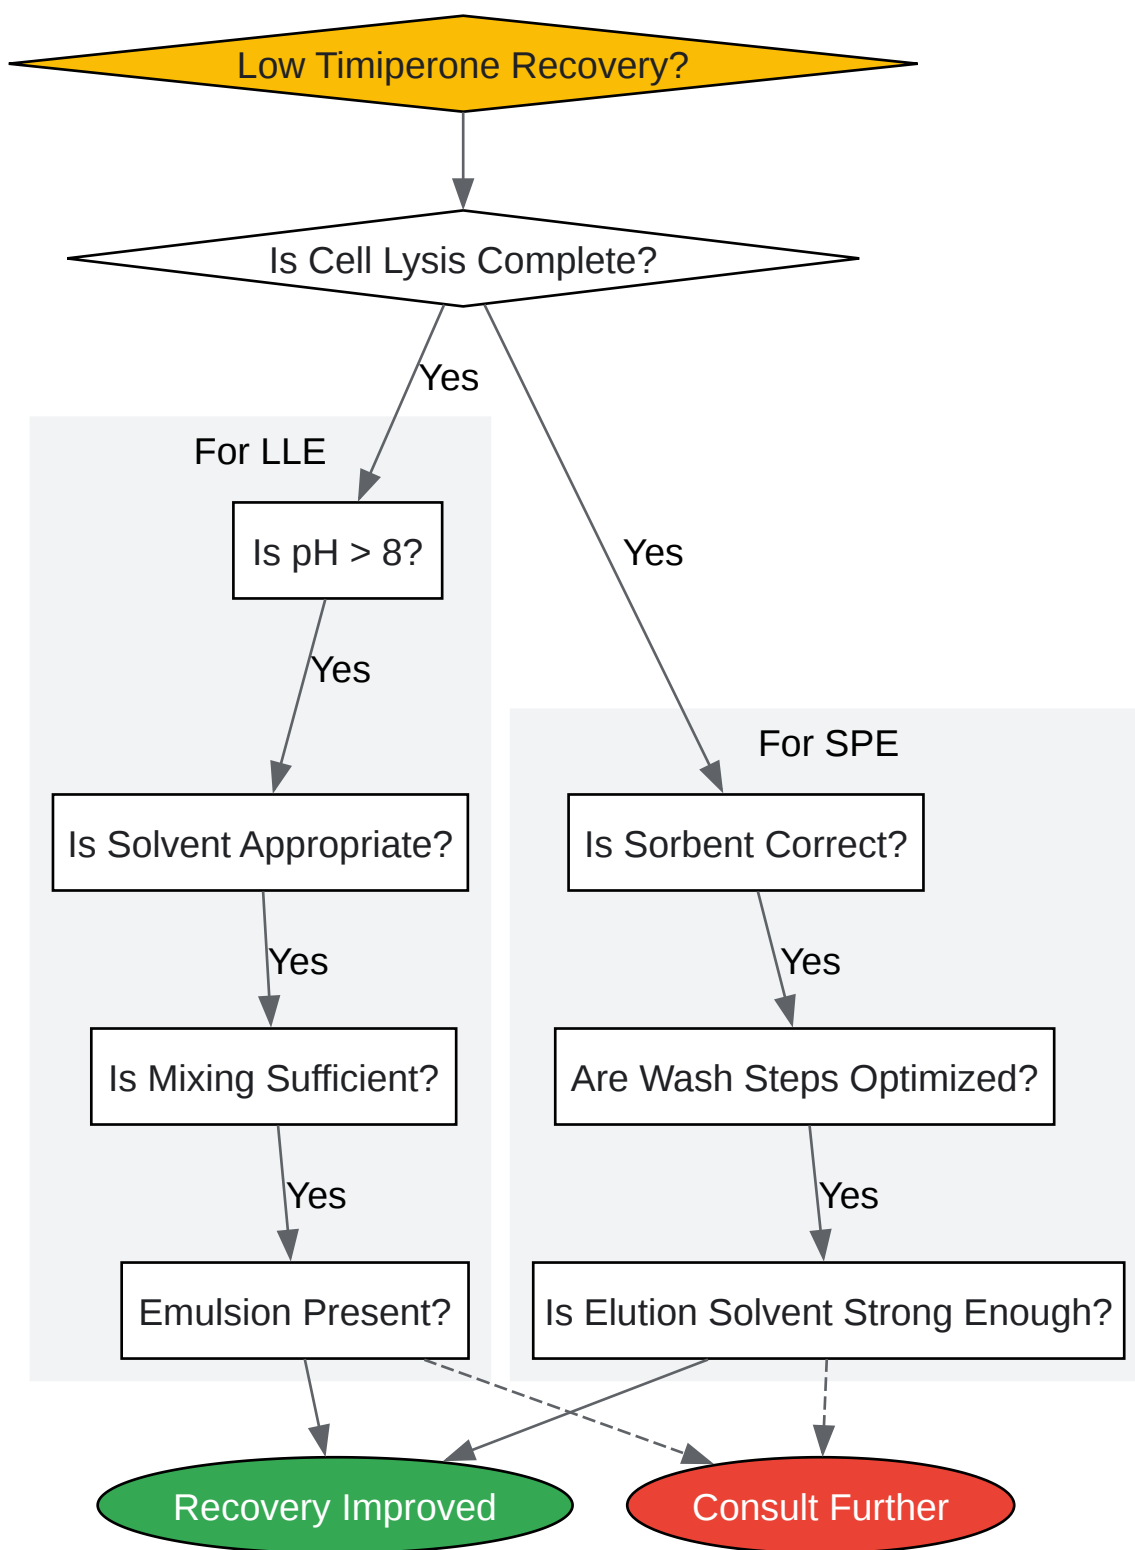 Low Timiperone Recovery?
Is Cell Lysis Complete?
Yes
For LLE
Is pH > 8?
Yes
Yes
For SPE
Is Solvent Appropriate?
Is Sorbent Correct?
Yes
Yes
Is Mixing Sufficient?
Are Wash Steps Optimized?
Yes
Yes
Emulsion Present?
Is Elution Solvent Strong Enough?
Recovery Improved
Consult Further